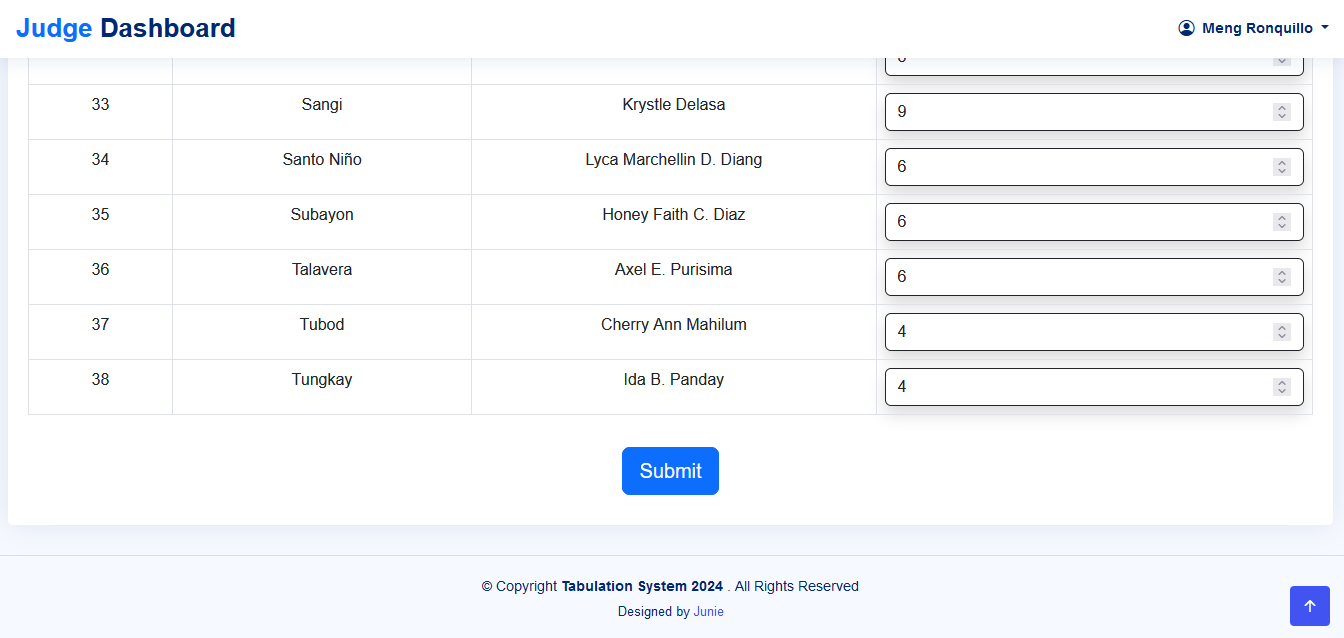 Judge Dashboard
Meng Ronquillo
33 Sangi Krystle Delasa 9
34 Santo Niño Lyca Marchellin D. Diang 6
35 Subayon Honey Faith C. Diaz 6
36 Talavera Axel E. Purisima 6
37 Tubod Cherry Ann Mahilum 4
38 Tungkay Ida B. Panday 4
Submit
© Copyright Tabulation System 2024 . All Rights Reserved
Designed by Junie